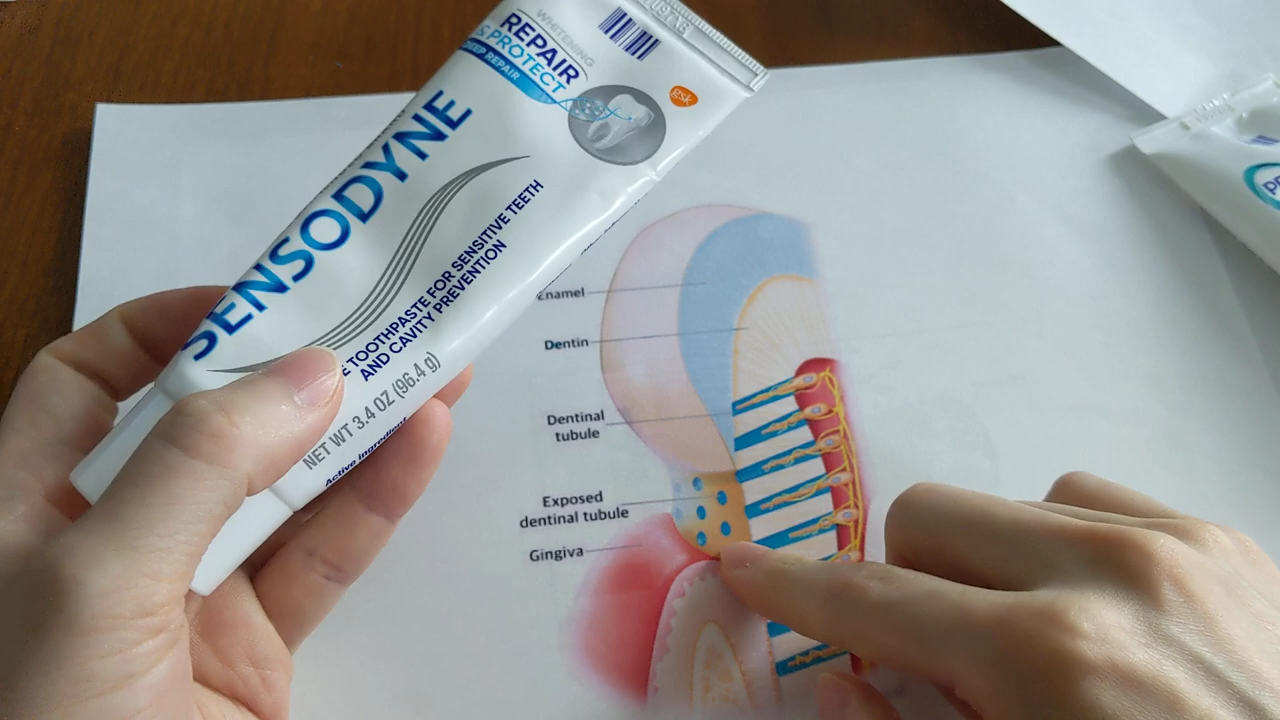 WHITENING
REPAIR
& PROTECT
DEEP REPAIR
gsk
SENSODYNE
TOOTHPASTE FOR SENSITIVE TEETH
AND CAVITY PREVENTION
NET WT 3.4 OZ (96.4 g)
Active ingredient
Enamel
Dentin
Dentinal
tubule
Exposed
dentinal tubule
Gingiva